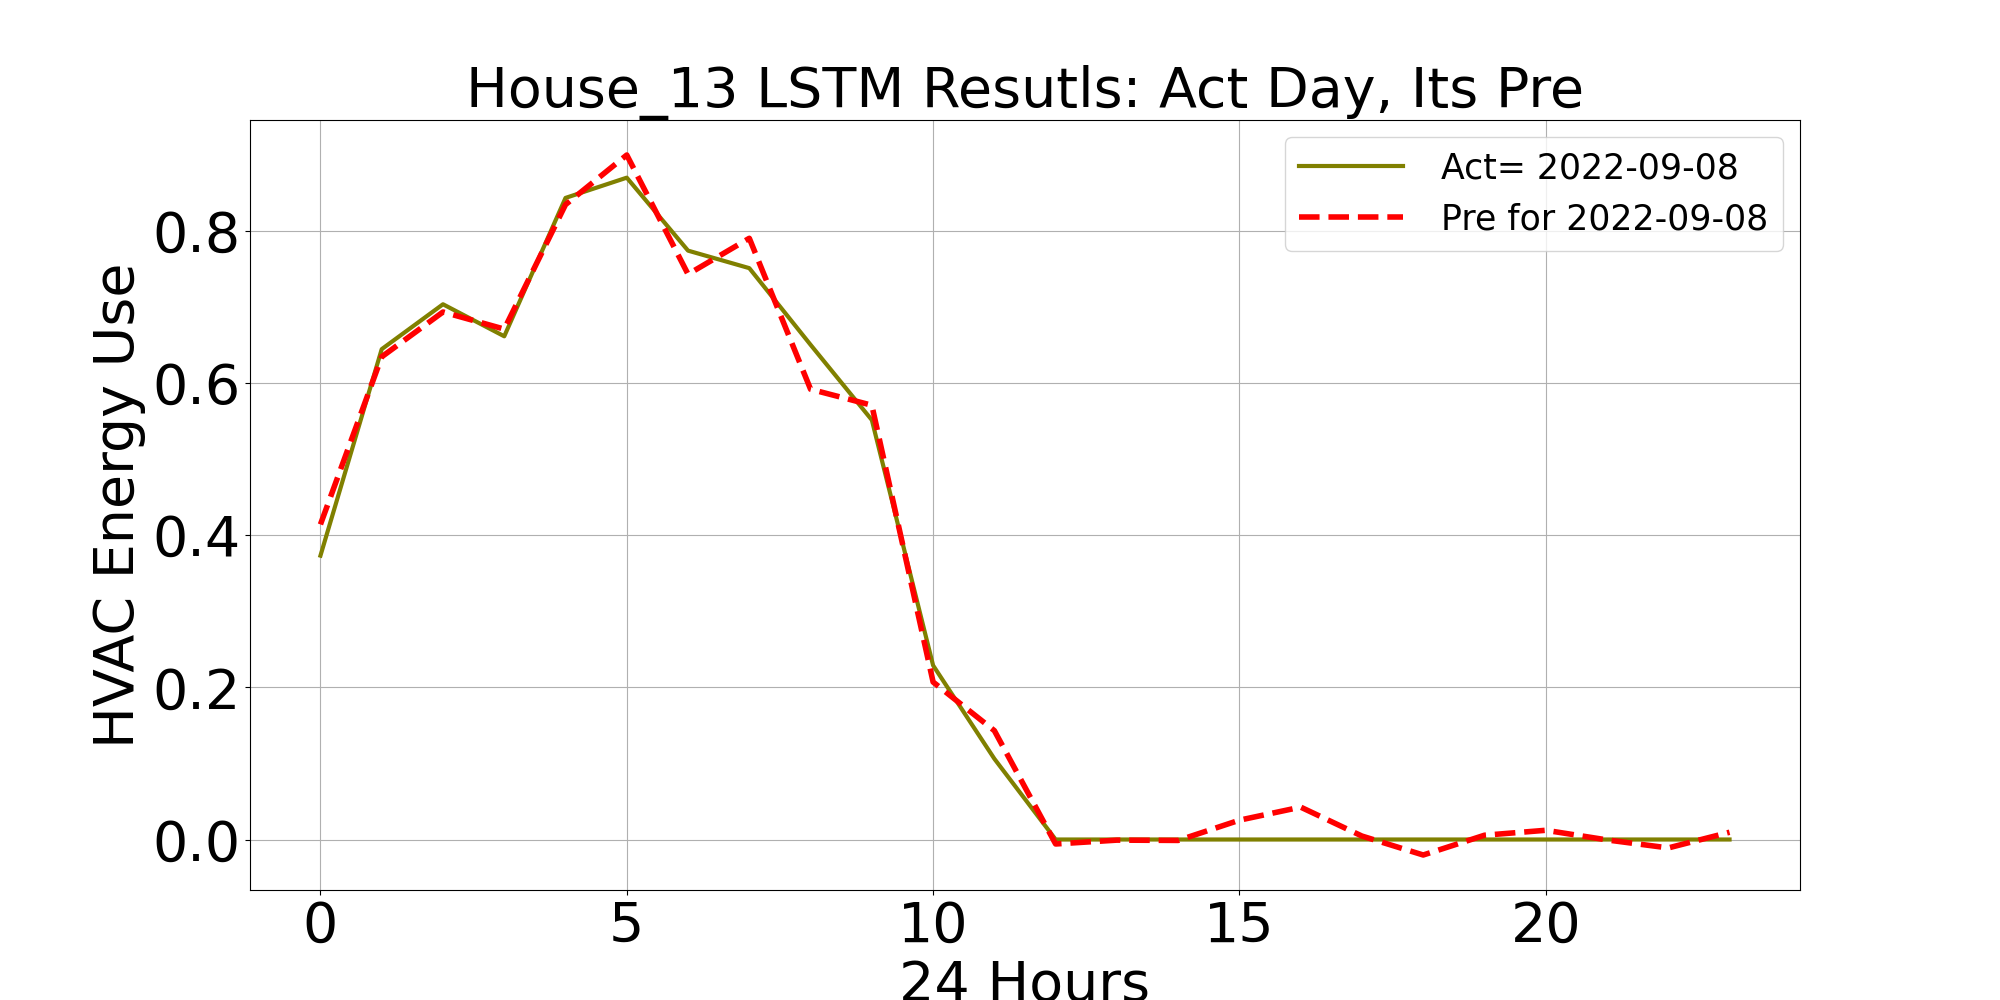 House_13 LSTM Resutls: Act Day, Its Pre
Act= 2022-09-08
Pre for 2022-09-08
HVAC Energy Use
0.8
0.6
0.4
0.2
0.0
0 5 10 15 20
24 Hours